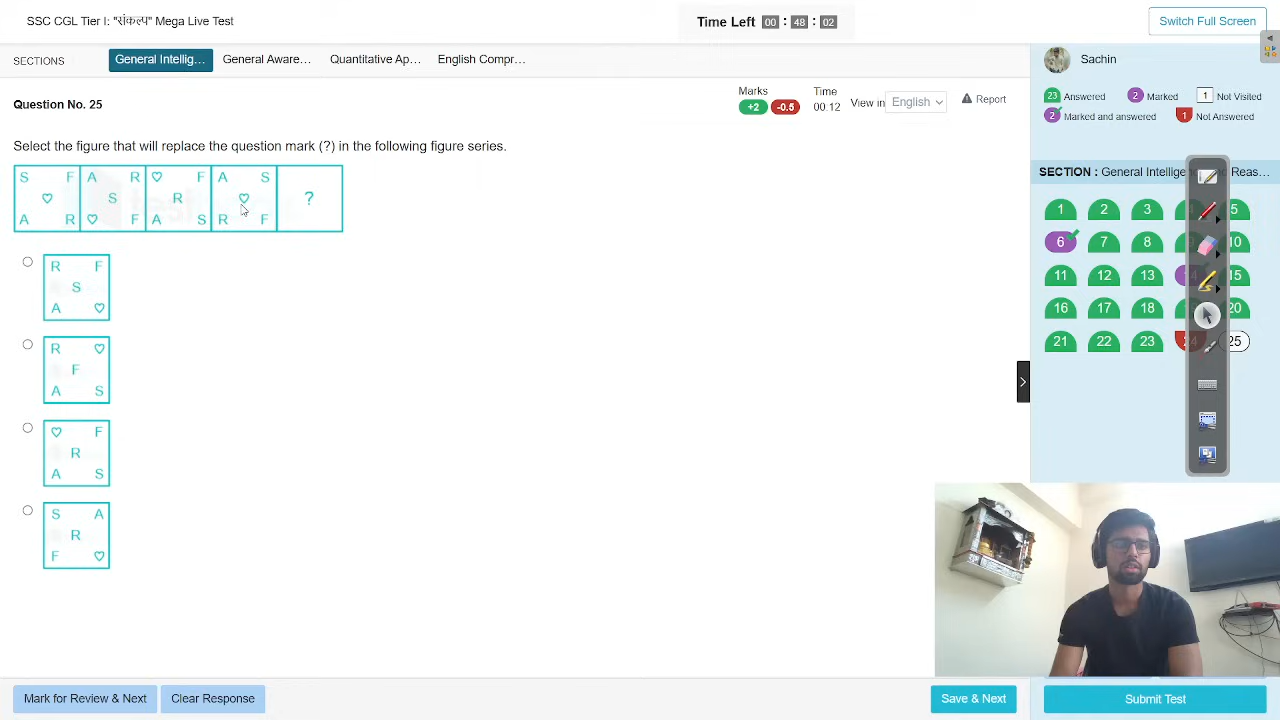 SSC CGL Tier I: "संकल्प" Mega Live Test
Time Left 00 : 48 : 02
Switch Full Screen
SECTIONS
General Intellig...
General Aware...
Quantitative Ap...
English Compr...
Sachin
Question No. 25
Marks
+2 -0.5
Time
00.12
View in English
Report
23 Answered
2 Marked
1 Not Visited
2 Marked and answered
1 Not Answered
Select the figure that will replace the question mark (?) in the following figure series.
S F A R ♡ F A S
♡ S R ♡ ?
A R ♡ F A S R F
R F
S
A ♡
R ♡
F
A S
♡ F
R
A S
S A
R
F ♡
SECTION : General Intelligen Reas...
1 2 3 5
6 7 8 10
11 12 13 15
16 17 18 20
21 22 23 24 25
Mark for Review & Next
Clear Response
Save & Next
Submit Test